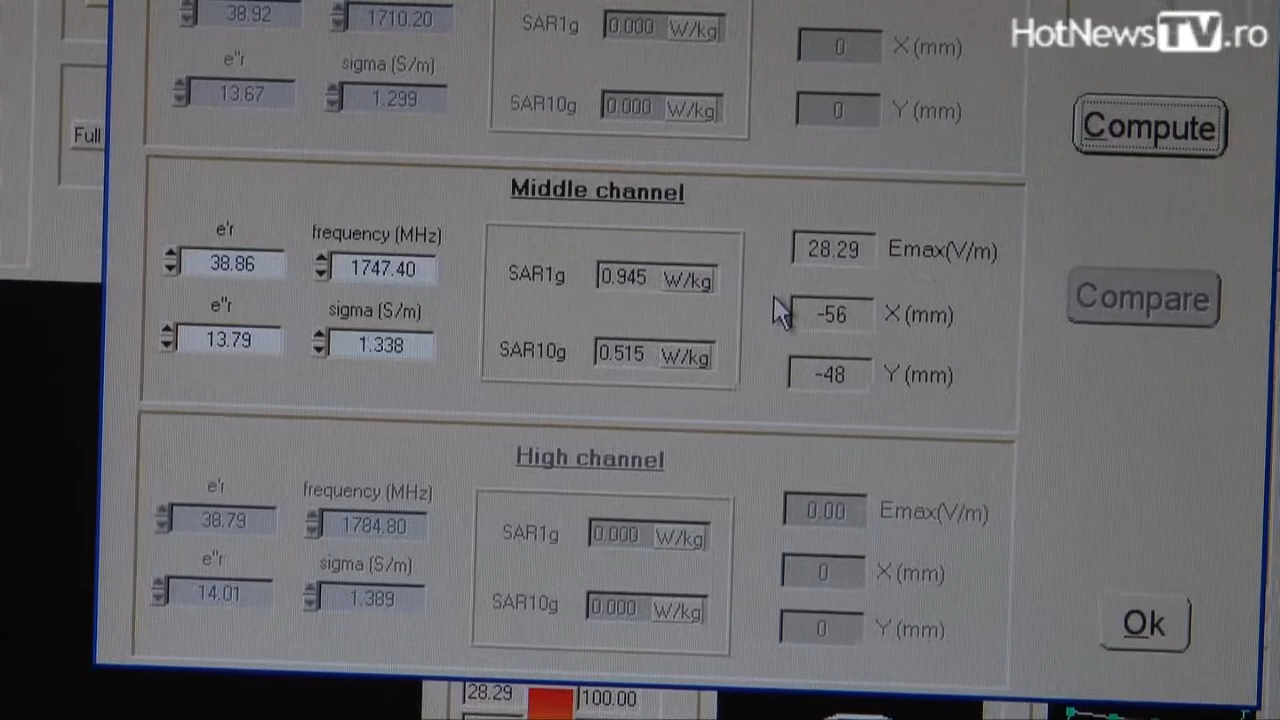 HotNewsTV.ro
38.92
1710.20
SAR1g 0.000 W/kg
0 X (mm)
e"r
sigma (S/m)
13.67
1.299
SAR10g 0.000 W/kg
0 Y (mm)
Full
Compute
Middle channel
e'r
frequency (MHz)
38.86
1747.40
SAR1g 0.945 W/kg
28.29 Emax(V/m)
e"r
sigma (S/m)
13.79
1.338
SAR10g 0.515 W/kg
-56 X (mm)
-48 Y (mm)
Compare
High channel
e'r
frequency (MHz)
38.79
1784.80
SAR1g 0.000 W/kg
0.00 Emax(V/m)
e"r
sigma (S/m)
14.01
1.389
SAR10g 0.000 W/kg
0 X (mm)
0 Y (mm)
Ok
28.29
100.00